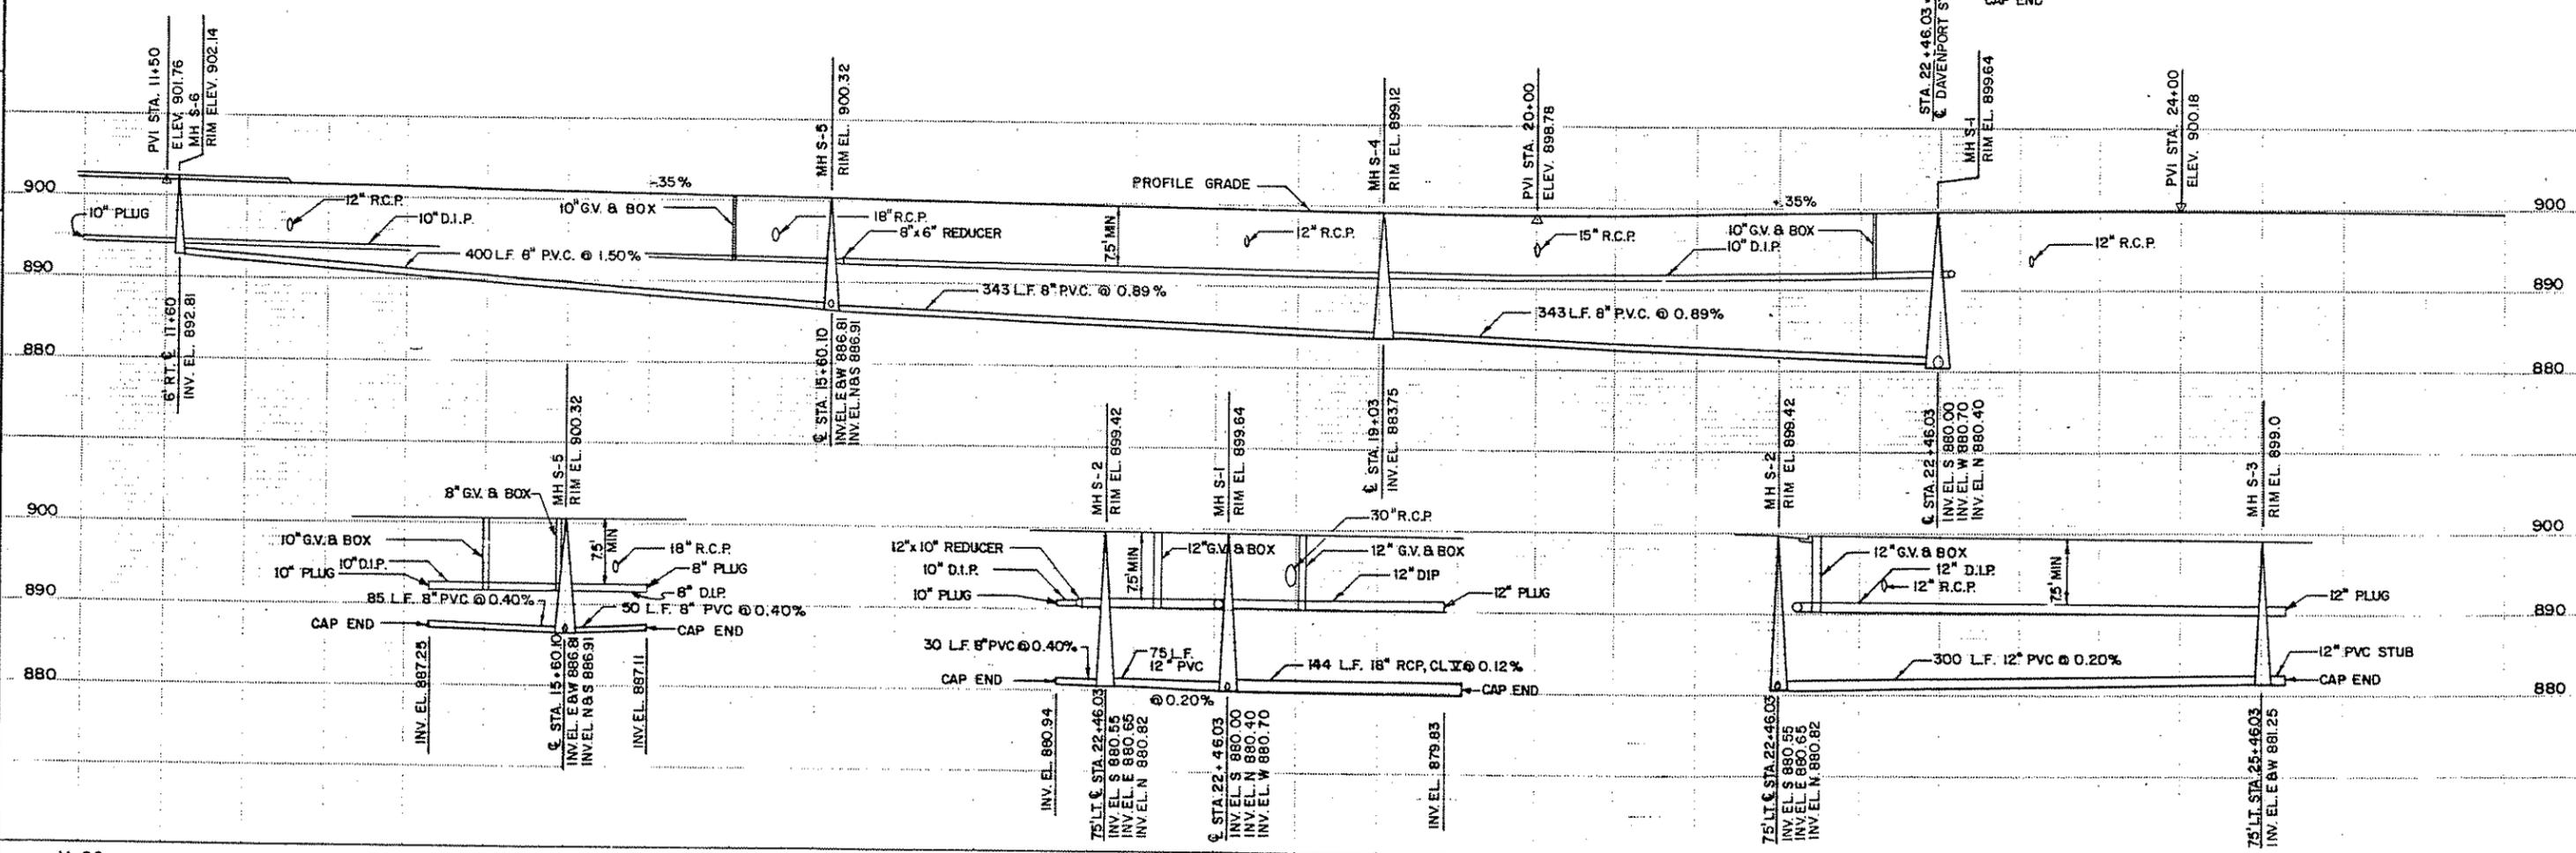 CAP END
PVI STA. 11+50
ELEV. 901.76
MH S-6
RIM ELEV. 902.14
MH S-5
RIM EL. 900.32
MH S-4
RIM EL. 899.12
PVI STA. 20+00
ELEV. 898.78
STA. 22+46.03
℄ DAVENPORT
MH S-1
RIM EL. 899.64
PVI STA. 24+00
ELEV. 900.18
900
-.35%
PROFILE GRADE
+.35%
900
10" PLUG
12" R.C.P.
10" D.I.P.
10" G.V. & BOX
18" R.C.P.
8"x6" REDUCER
7.5' MIN
12" R.C.P.
15" R.C.P.
10" G.V. & BOX
10" D.I.P.
12" R.C.P.
890
400 L.F. 8" P.V.C. @ 1.50%
343 L.F. 8" P.V.C. @ 0.89%
343 L.F. 8" P.V.C. @ 0.89%
890
880
880
6' RT. ℄ 11+60
INV. EL. 892.81
℄ STA. 15+60.10
INV. EL. E&W 886.81
INV. EL. N&S 886.91
℄ STA. 19+03
INV. EL. 883.75
℄ STA. 22+46.03
INV. EL. S 880.00
INV. EL. W 880.70
INV. EL. N 880.40
900
8" G.V. & BOX
MH S-5
RIM EL. 900.32
10" G.V. & BOX
10" D.I.P.
10" PLUG
7.5' MIN
18" R.C.P.
8" PLUG
8" D.I.P.
890
85 L.F. 8" PVC @ 0.40%
50 L.F. 8" PVC @ 0.40%
CAP END
CAP END
880
INV. EL. 887.25
℄ STA. 15+60.10
INV. EL. E&W 886.81
INV. EL. N&S 886.91
INV. EL. 887.11
MH S-2
RIM EL. 899.42
MH S-1
RIM EL. 899.64
30" R.C.P.
12"x10" REDUCER
10" D.I.P.
10" PLUG
7.5' MIN
12" G.V. & BOX
12" G.V. & BOX
12" DIP
12" PLUG
30 L.F. 8" PVC @ 0.40%
75 L.F.
12" PVC
@ 0.20%
144 L.F. 18" RCP, CL V @ 0.12%
CAP END
CAP END
INV. EL. 880.94
75' LT. ℄ STA. 22+46.03
INV. EL. S 880.55
INV. EL. E 880.65
INV. EL. N 880.82
℄ STA. 22+46.03
INV. EL. S 880.00
INV. EL. N 880.40
INV. EL. W 880.70
INV. EL. 879.83
MH S-2
RIM EL. 899.42
MH S-3
RIM EL. 899.0
900
12" G.V. & BOX
12" D.I.P.
12" R.C.P.
7.5' MIN
12" PLUG
890
300 L.F. 12" PVC @ 0.20%
12" PVC STUB
CAP END
880
75' LT. ℄ STA. 22+46.03
INV. EL. S 880.55
INV. EL. E 880.65
INV. EL. N 880.82
75' LT. STA. 25+46.03
INV. EL. E&W 881.25